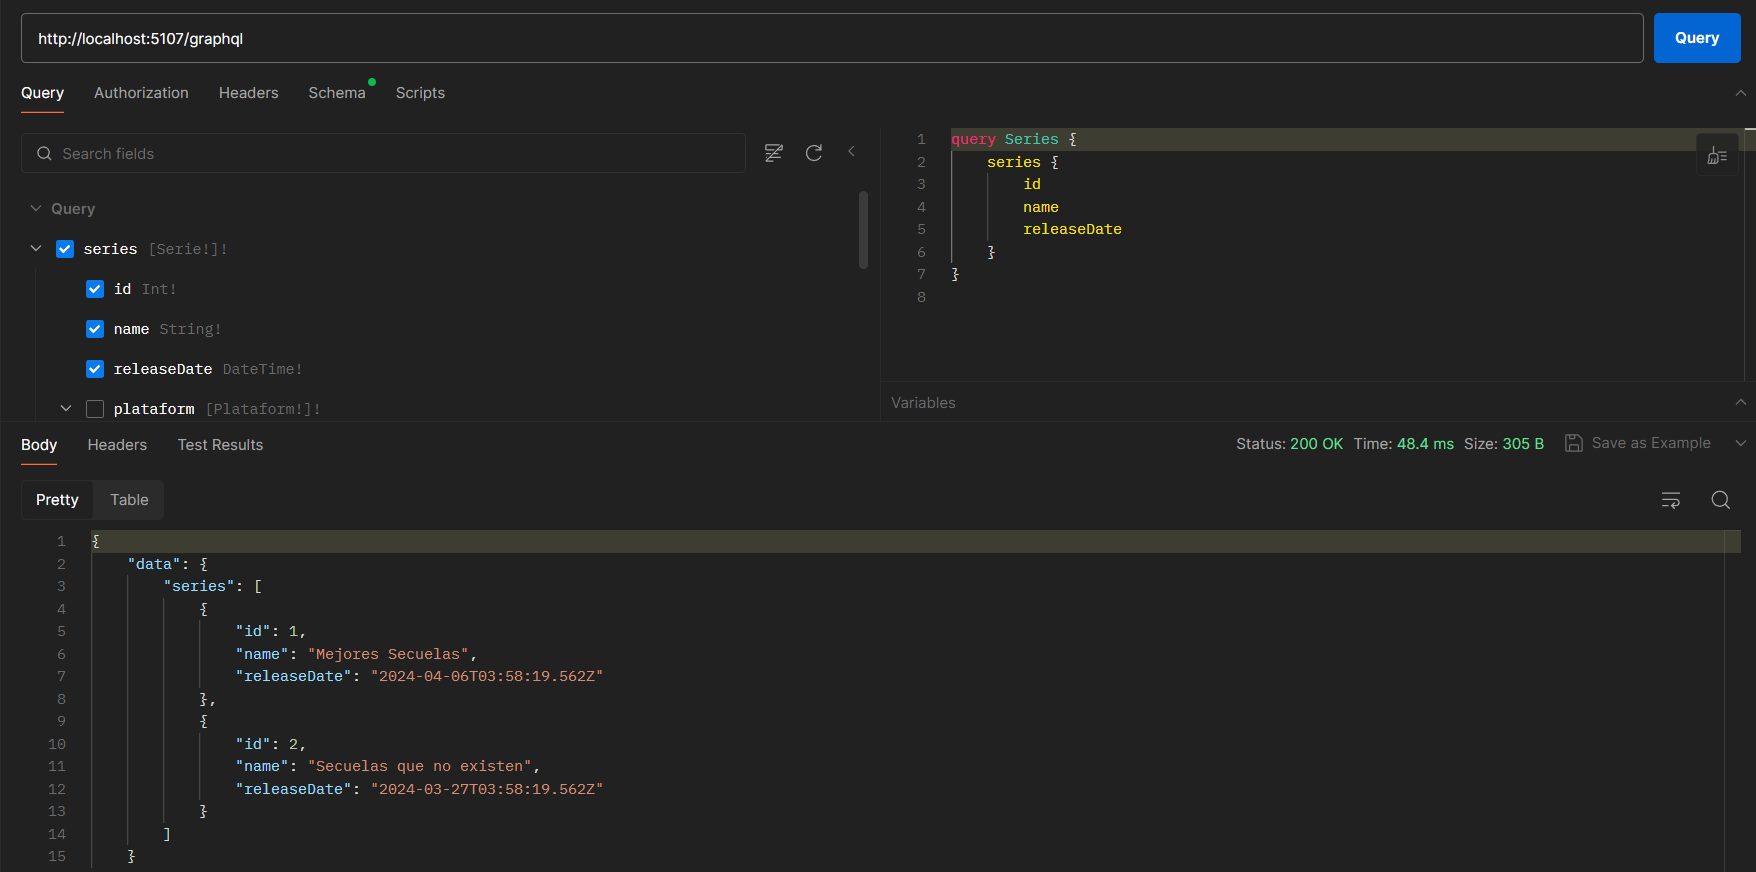 http://localhost:5107/graphql
Query
Query Authorization Headers Schema Scripts
Search fields
Query
series [Serie!]!
id Int!
name String!
releaseDate DateTime!
plataform [Plataform!]!
1 query Series {
2 series {
3 id
4 name
5 releaseDate
6 }
7 }
8
Variables
Body Headers Test Results
Status: 200 OK Time: 48.4 ms Size: 305 B Save as Example
Pretty Table
1 {
2 "data": {
3 "series": [
4 {
5 "id": 1,
6 "name": "Mejores Secuelas",
7 "releaseDate": "2024-04-06T03:58:19.562Z"
8 },
9 {
10 "id": 2,
11 "name": "Secuelas que no existen",
12 "releaseDate": "2024-03-27T03:58:19.562Z"
13 }
14 ]
15 }